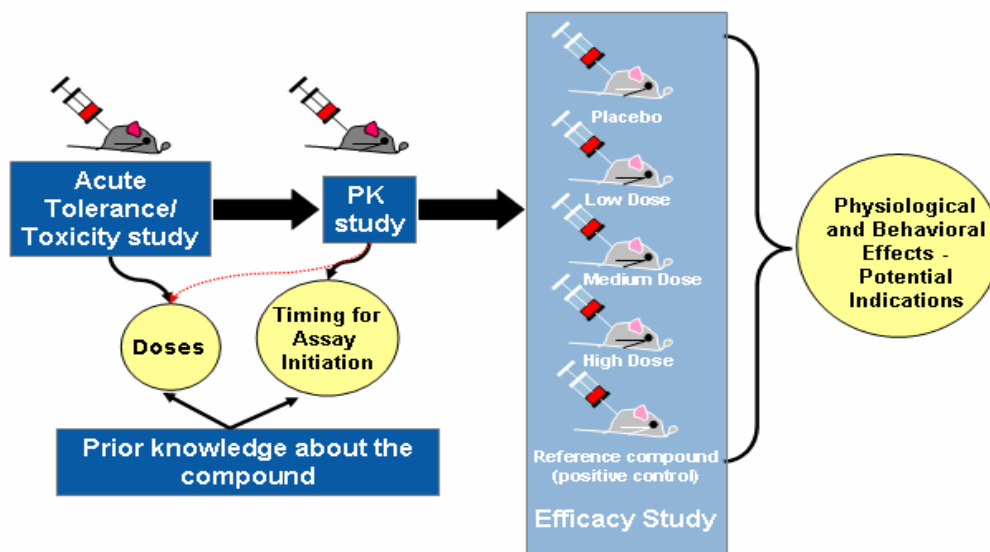 Acute
Tolerance/
Toxicity study
PK
study
Doses
Timing for
Assay
Initiation
Prior knowledge about the
compound
Placebo
Low Dose
Medium Dose
High Dose
Reference compound
(positive control)
Efficacy Study
Physiological
and Behavioral
Effects -
Potential
Indications